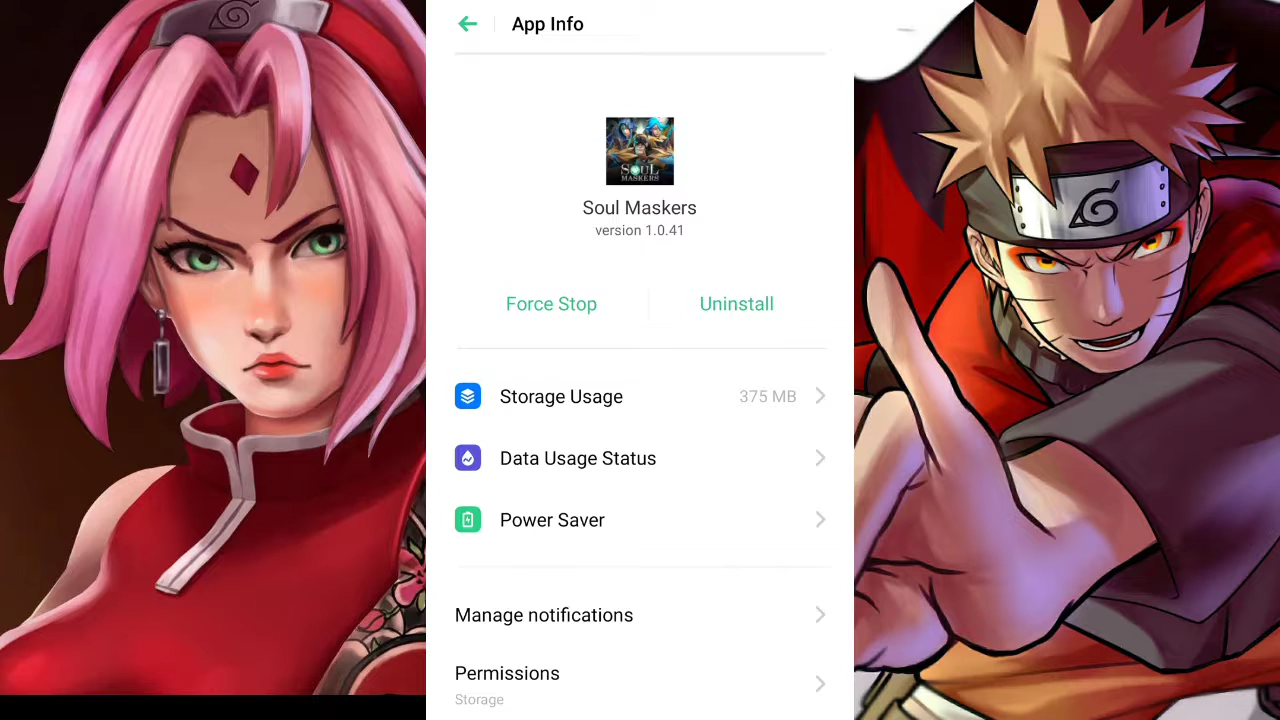 App Info
SOUL
MASKERS
Soul Maskers
version 1.0.41
Force Stop
Uninstall
Storage Usage
375 MB
Data Usage Status
Power Saver
Manage notifications
Permissions
Storage